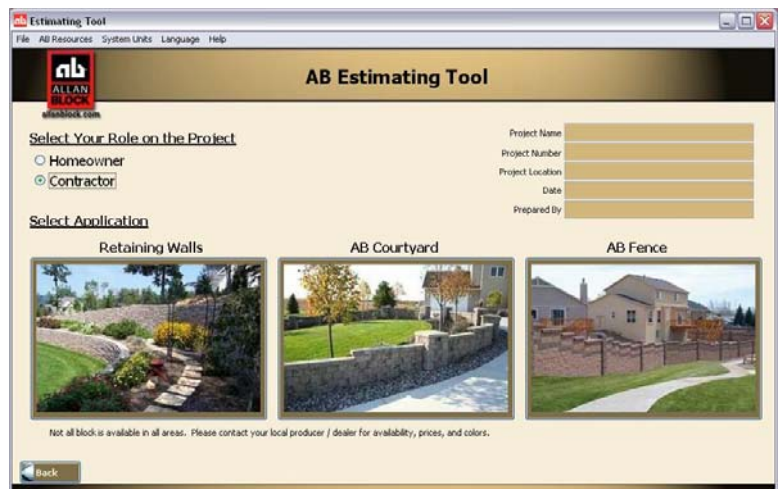 ab Estimating Tool
File AB Resources System Units Language Help
ab
ALLAN
BLOCK
allanblock.com
AB Estimating Tool
Select Your Role on the Project
Homeowner
Contractor
Project Name
Project Number
Project Location
Date
Prepared By
Select Application
Retaining Walls
AB Courtyard
AB Fence
Not all block is available in all areas. Please contact your local producer / dealer for availability, prices, and colors.
Back